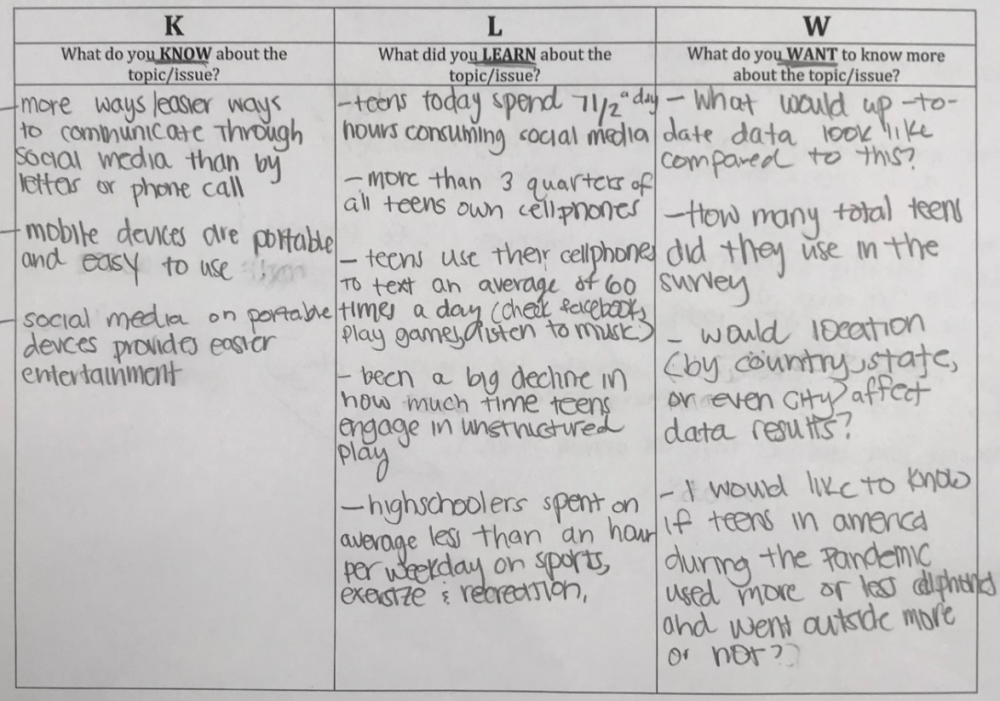 K
What do you KNOW about the
topic/issue?
-more ways/easier ways
to communicate through
social media than by
letters or phone call
- mobile devices are portable
and easy to use
- social media on portable
devces provides easier
entertainment
L
What did you LEARN about the
topic/issue?
-teens today spend 7 1/2 a day
hours consuming social media
-more than 3 quarters of
all teens own cellphones
- teens use their cellphones
to text an average of 60
times a day (check facebook,
play games, listen to music)
- been a big decline in
how much time teens
engage in unstructured
play
-highschoolers spent on
average less than an hour
per weekday on sports,
exersize & recreation.
W
What do you WANT to know more
about the topic/issue?
- What would up-to-
date data look like
compared to this?
-How many total teens
did they use in the
survey
- would location
(by country, state,
or even city) affect
data results?
- I would like to know
if teens in america
during the Pandemic
used more or less cellphones
and went outside more
or not?